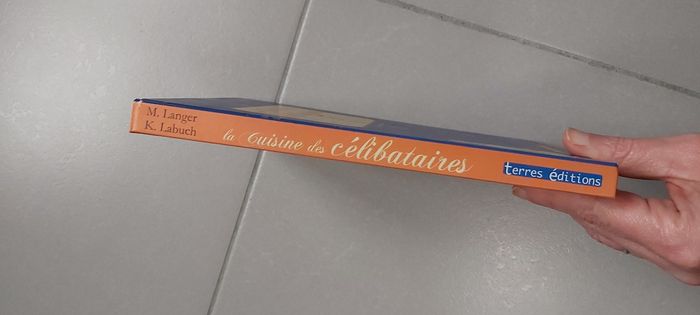 M. Langer
K. Labuch
la Cuisine des célibataires
terres éditions